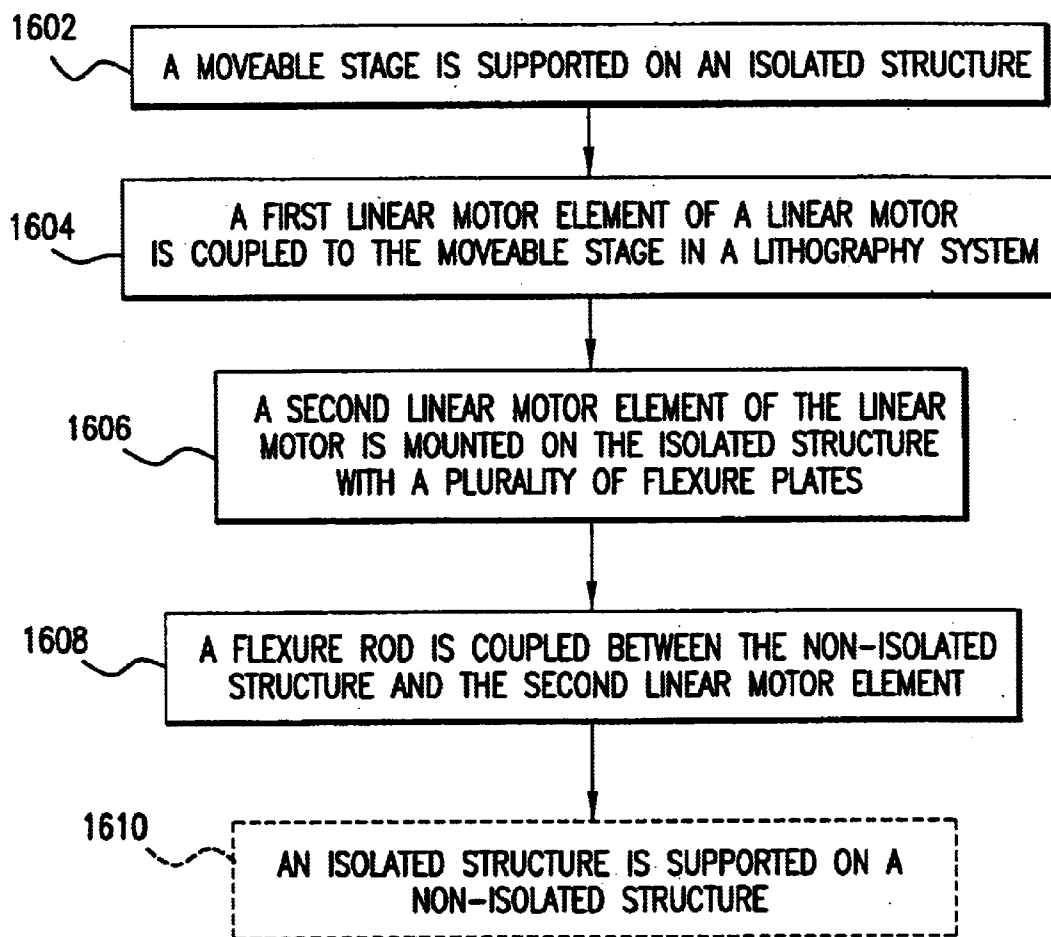 1602
A MOVEABLE STAGE IS SUPPORTED ON AN ISOLATED STRUCTURE
1604
A FIRST LINEAR MOTOR ELEMENT OF A LINEAR MOTOR
IS COUPLED TO THE MOVEABLE STAGE IN A LITHOGRAPHY SYSTEM
1606
A SECOND LINEAR MOTOR ELEMENT OF THE LINEAR
MOTOR IS MOUNTED ON THE ISOLATED STRUCTURE
WITH A PLURALITY OF FLEXURE PLATES
1608
A FLEXURE ROD IS COUPLED BETWEEN THE NON-ISOLATED
STRUCTURE AND THE SECOND LINEAR MOTOR ELEMENT
1610
AN ISOLATED STRUCTURE IS SUPPORTED ON A
NON-ISOLATED STRUCTURE